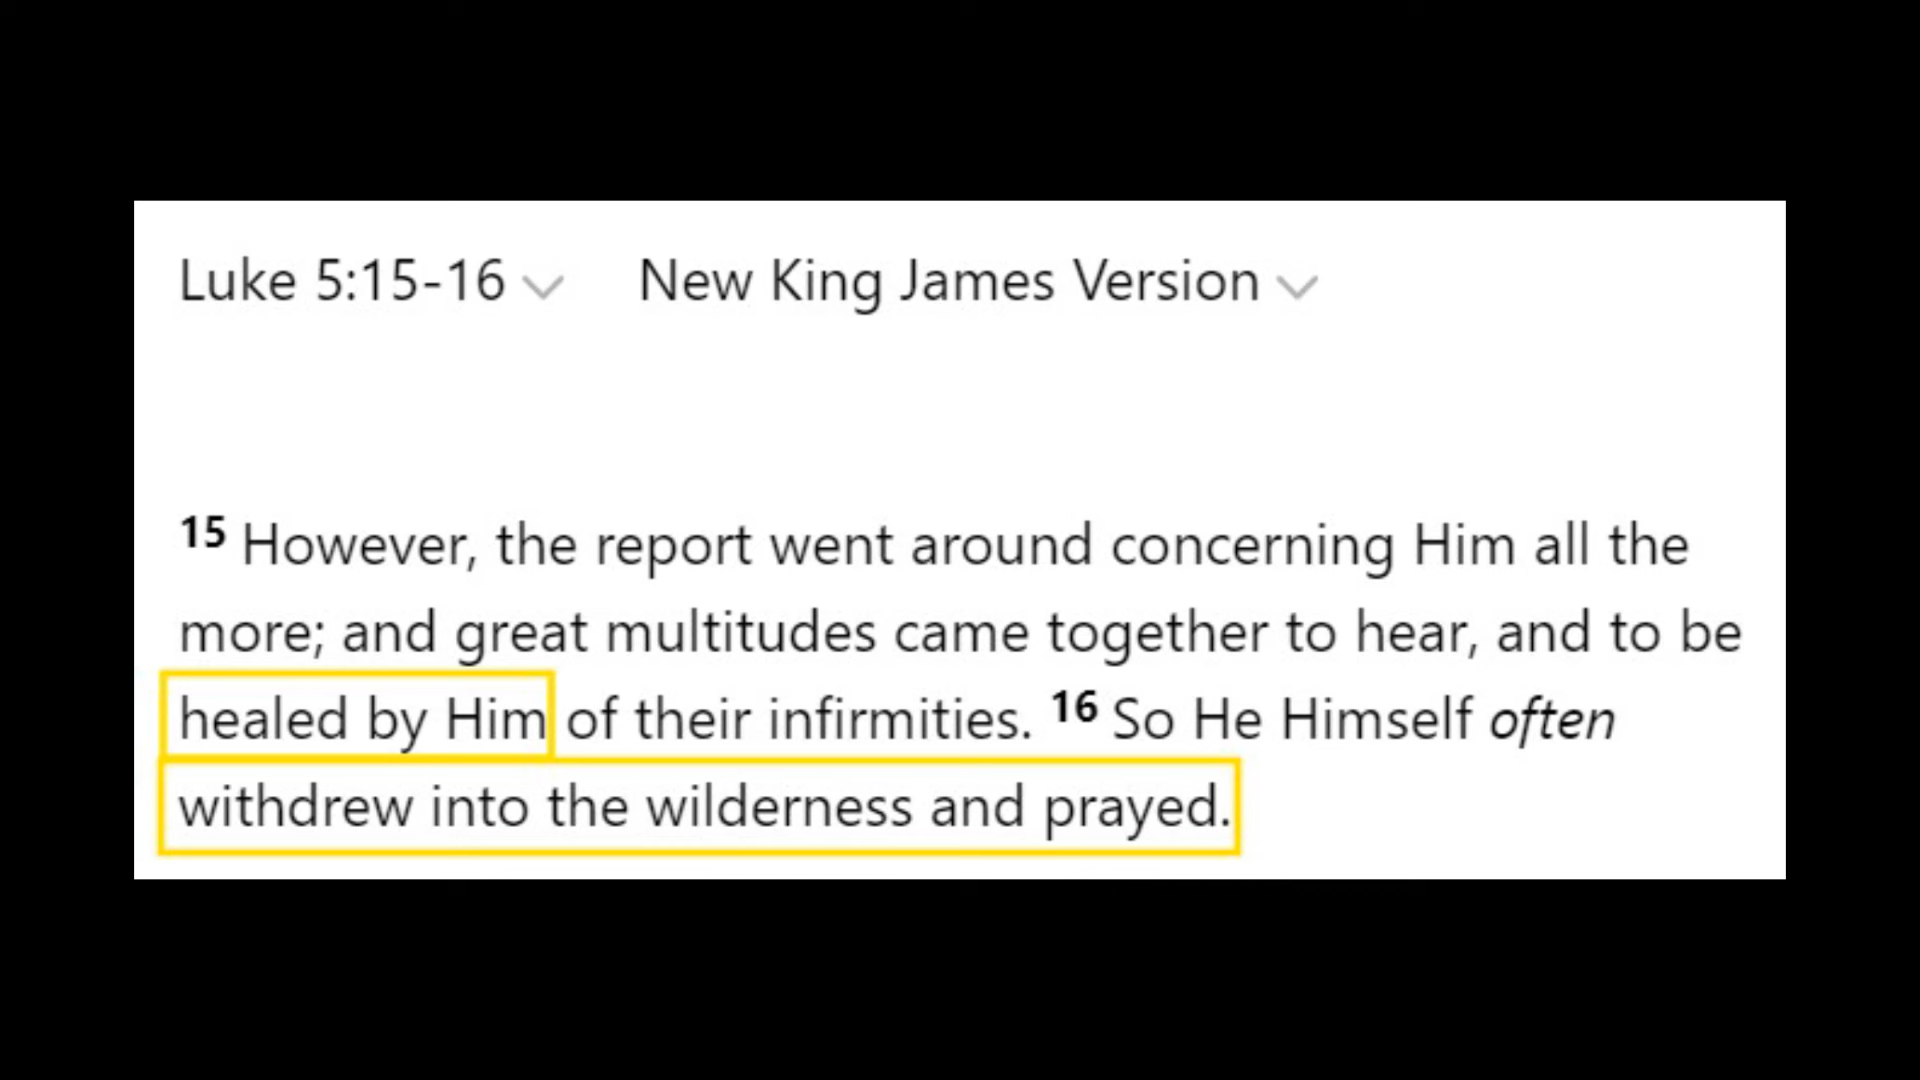 Luke 5:15-16 New King James Version
15 However, the report went around concerning Him all the
more; and great multitudes came together to hear, and to be
healed by Him of their infirmities. 16 So He Himself often
withdrew into the wilderness and prayed.